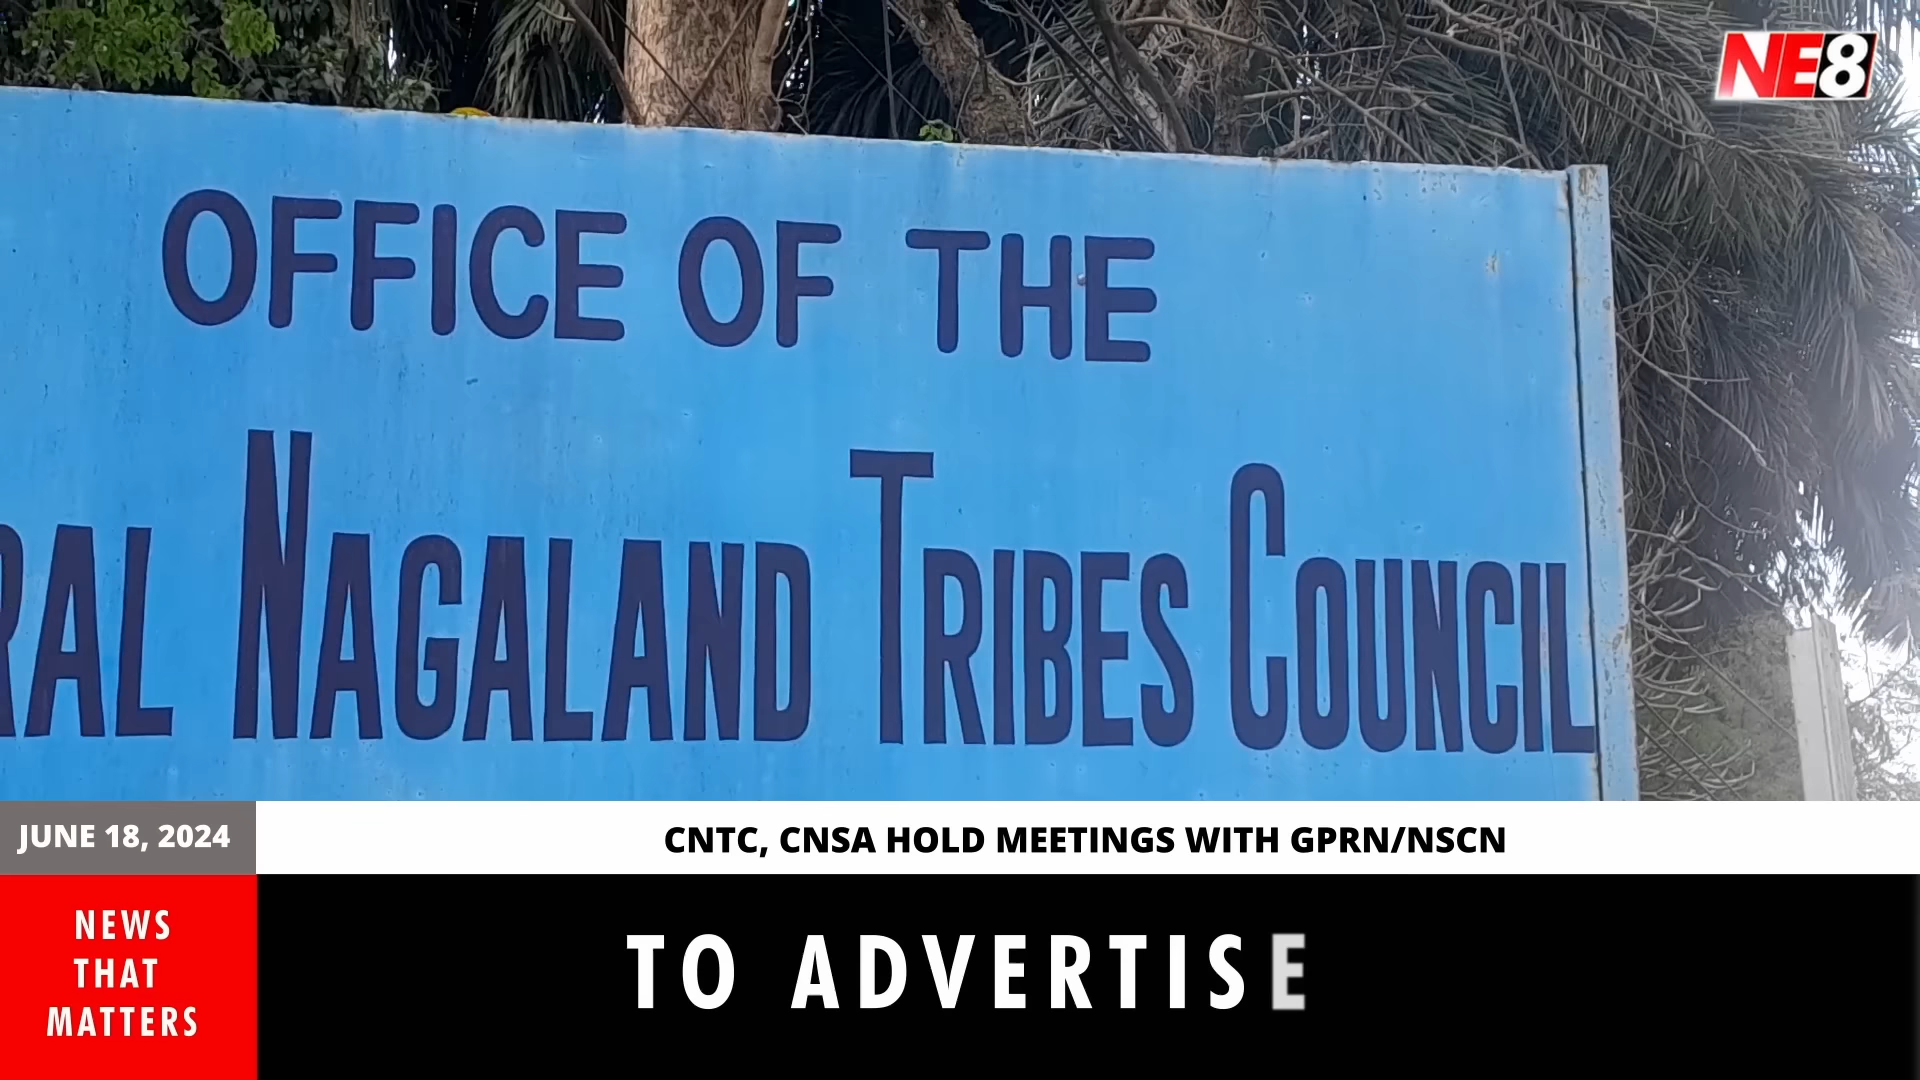 NE8
OFFICE OF THE
RAL NAGALAND TRIBES COUNCIL
JUNE 18, 2024
CNTC, CNSA HOLD MEETINGS WITH GPRN/NSCN
NEWS
THAT
MATTERS
TO ADVERTISE